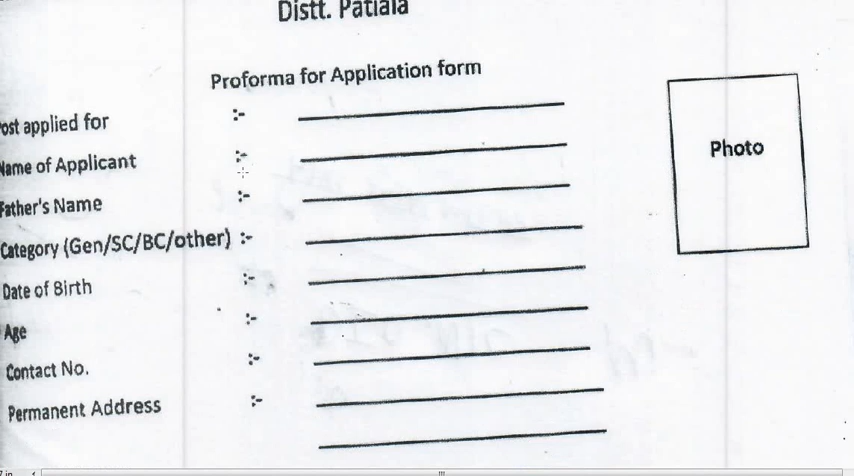 Distt. Patiala
Proforma for Application form
ost applied for :-
Name of Applicant :-
Father's Name :-
Category (Gen/SC/BC/other) :-
Date of Birth :-
Age :-
Contact No. :-
Permanent Address :-
Photo